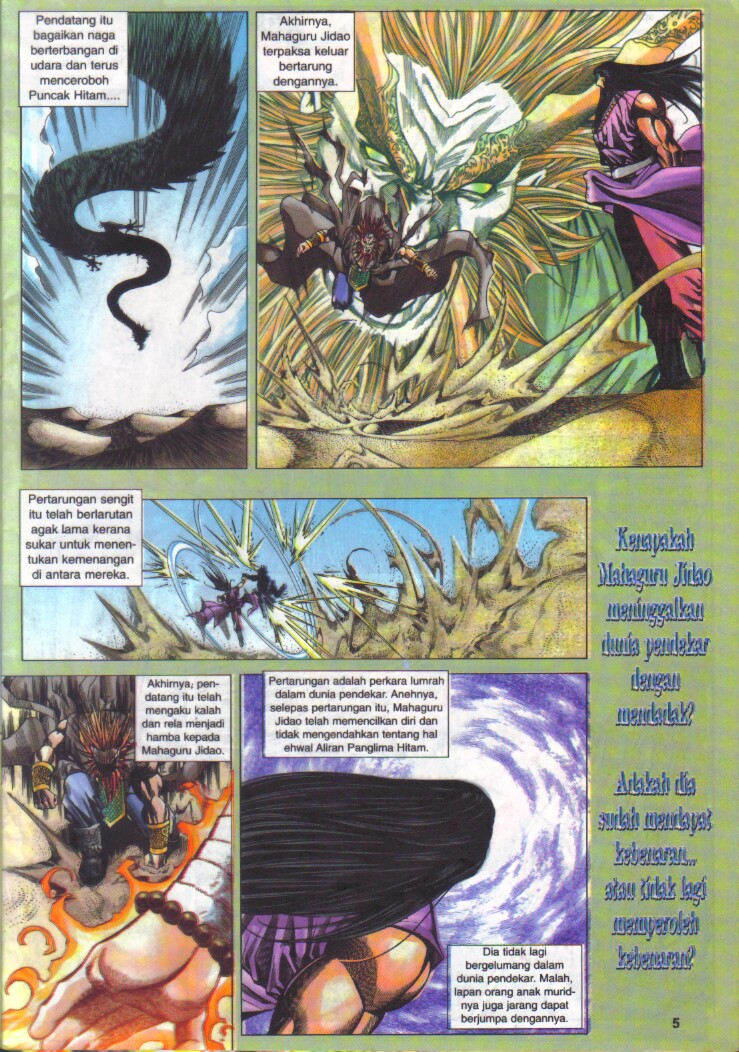 Pendatang itu
bagaikan naga
berterbangan di
udara dan terus
menceroboh
Puncak Hitam....
Akhirnya,
Mahaguru Jidao
terpaksa keluar
bertarung
dengannya.
Pertarungan sengit
itu telah berlarutan
agak lama kerana
sukar untuk menen-
tukan kemenangan
di antara mereka.
Kenapakah
Mahaguru Jidao
meninggalkan
dunia pendekar
dengan
mendadak?
Akhirnya, pen-
datang itu telah
mengaku kalah
dan rela menjadi
hamba kepada
Mahaguru Jidao.
Pertarungan adalah perkara lumrah
dalam dunia pendekar. Anehnya,
selepas pertarungan itu, Mahaguru
Jidao telah memencilkan diri dan
tidak mengendahkan tentang hal
ehwal Aliran Panglima Hitam.
Adakah dia
sudah mendapat
kebenaran...
atau tidak lagi
memperoleh
kebenaran?
Dia tidak lagi
bergelumang dalam
dunia pendekar. Malah,
lapan orang anak murid-
nya juga jarang dapat
berjumpa dengannya.
5